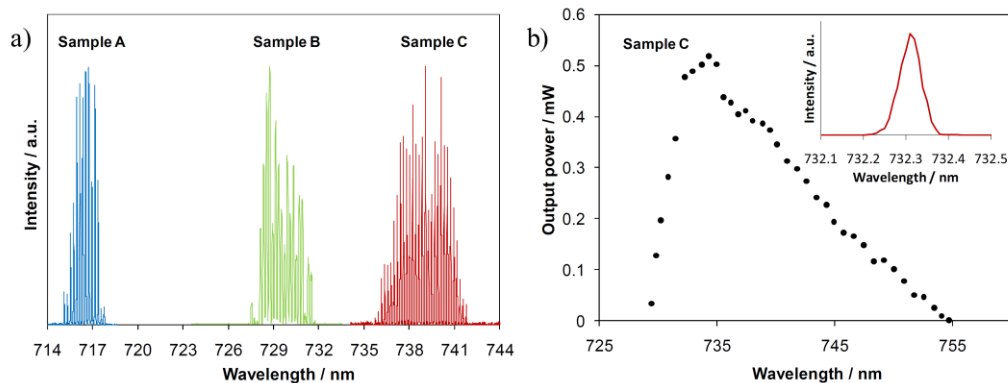 a)
Sample A
Sample B
Sample C
Intensity / a.u.
714 717 720 723 726 729 732 735 738 741 744
Wavelength / nm
b)
Sample C
Output power / mW
0.6
0.5
0.4
0.3
0.2
0.1
0
725 735 745 755
Wavelength / nm
Intensity / a.u.
732.1 732.2 732.3 732.4 732.5
Wavelength / nm